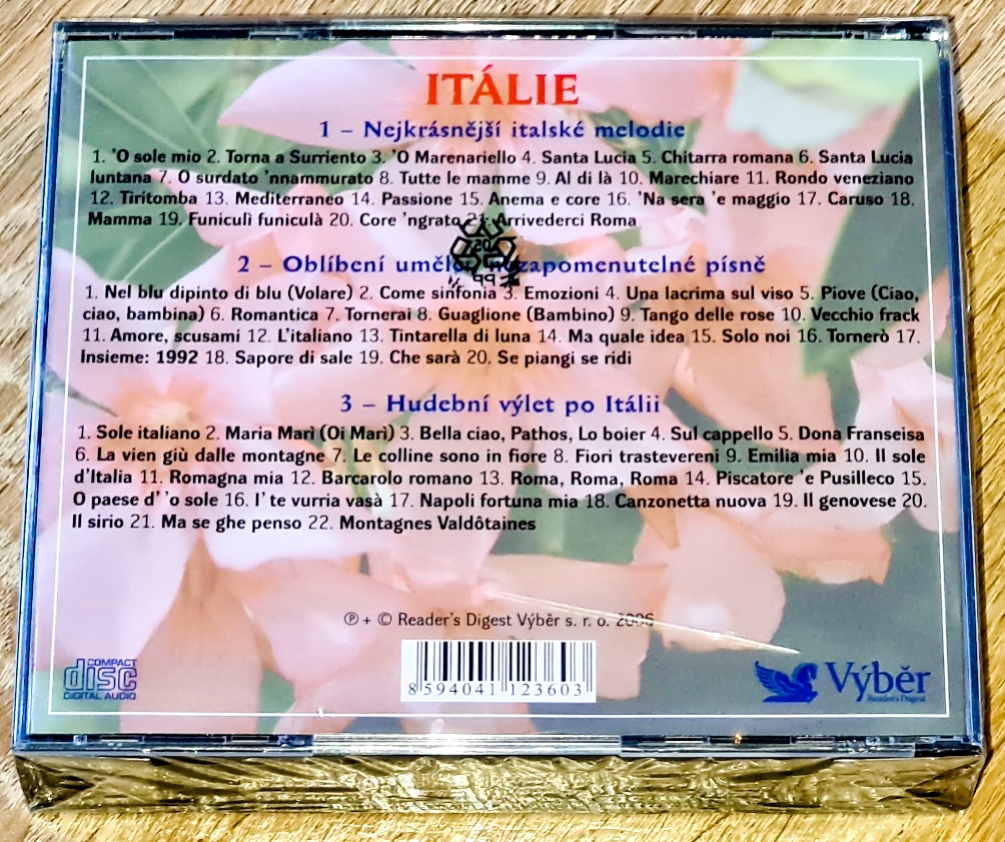 ITÁLIE
1 – Nejkrásnější italské melodie
1. 'O sole mio 2. Torna a Surriento 3. 'O Marenariello 4. Santa Lucia 5. Chitarra romana 6. Santa Lucia
luntana 7. O surdato 'nnammurato 8. Tutte le mamme 9. Al di là 10. Marechiare 11. Rondo veneziano
12. Tiritomba 13. Mediterraneo 14. Passione 15. Anema e core 16. 'Na sera 'e maggio 17. Caruso 18.
Mamma 19. Funiculì funiculà 20. Core 'ngrato 21. Arrivederci Roma
2 – Oblíbení umělci, nezapomenutelné písně
1. Nel blu dipinto di blu (Volare) 2. Come sinfonia 3. Emozioni 4. Una lacrima sul viso 5. Piove (Ciao,
ciao, bambina) 6. Romantica 7. Tornerai 8. Guaglione (Bambino) 9. Tango delle rose 10. Vecchio frack
11. Amore, scusami 12. L'italiano 13. Tintarella di luna 14. Ma quale idea 15. Solo noi 16. Tornerò 17.
Insieme: 1992 18. Sapore di sale 19. Che sarà 20. Se piangi se ridi
3 – Hudební výlet po Itálii
1. Sole italiano 2. Maria Marì (Oi Marì) 3. Bella ciao, Pathos, Lo boier 4. Sul cappello 5. Dona Franseisa
6. La vien giù dalle montagne 7. Le colline sono in fiore 8. Fiori trastevereni 9. Emilia mia 10. Il sole
d'Italia 11. Romagna mia 12. Barcarolo romano 13. Roma, Roma, Roma 14. Piscatore 'e Pusilleco 15.
O paese d' 'o sole 16. I' te vurria vasà 17. Napoli fortuna mia 18. Canzonetta nuova 19. Il genovese 20.
Il sirio 21. Ma se ghe penso 22. Montagnes Valdôtaines
℗ + © Reader's Digest Výběr s. r. o. 2006
COMPACT
disc
DIGITAL AUDIO
8 594041 123603
Výběr
Reader's Digest